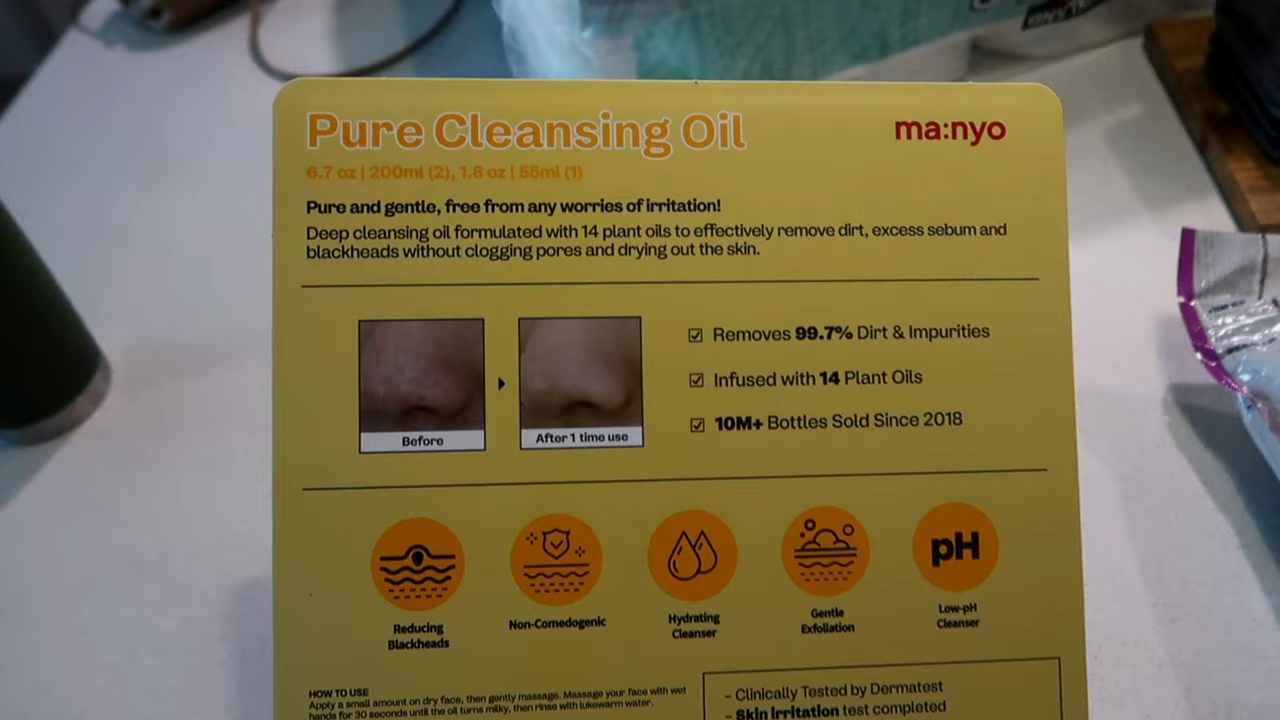 Pure Cleansing Oil
ma:nyo
6.7 oz | 200ml (2), 1.8 oz | 55ml (1)
Pure and gentle, free from any worries of irritation!
Deep cleansing oil formulated with 14 plant oils to effectively remove dirt, excess sebum and
blackheads without clogging pores and drying out the skin.
Before
After 1 time use
Removes 99.7% Dirt & Impurities
Infused with 14 Plant Oils
10M+ Bottles Sold Since 2018
Reducing
Blackheads
Non-Comedogenic
Hydrating
Cleanser
Gentle
Exfoliation
pH
Low-pH
Cleanser
HOW TO USE
Apply a small amount on dry face, then gently massage. Massage your face with wet
hands for 30 seconds until the oil turns milky, then rinse with lukewarm water.
- Clinically Tested by Dermatest
- Skin irritation test completed